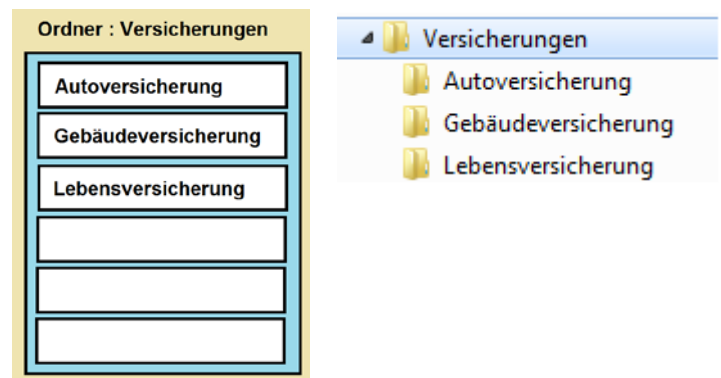 Ordner : Versicherungen
Autoversicherung
Gebäudeversicherung
Lebensversicherung
Versicherungen
Autoversicherung
Gebäudeversicherung
Lebensversicherung